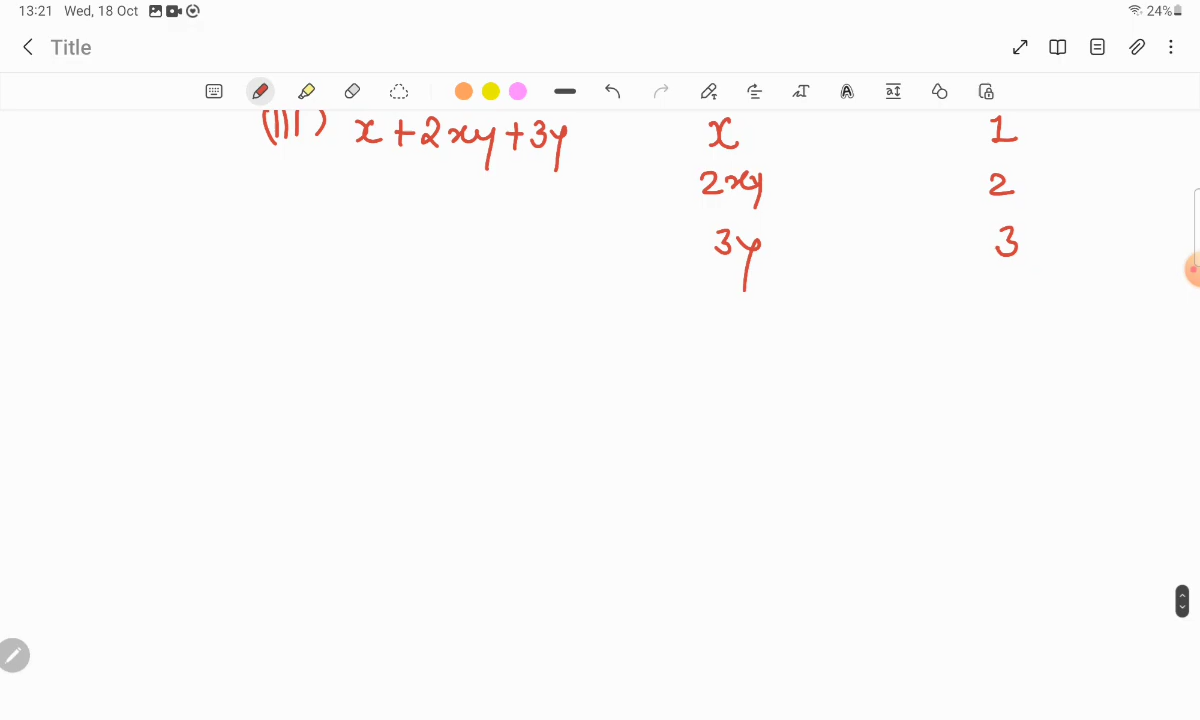 13:21 Wed, 18 Oct 24%
Title
(III) x+2xy+3y x 1
2xy 2
3y 3